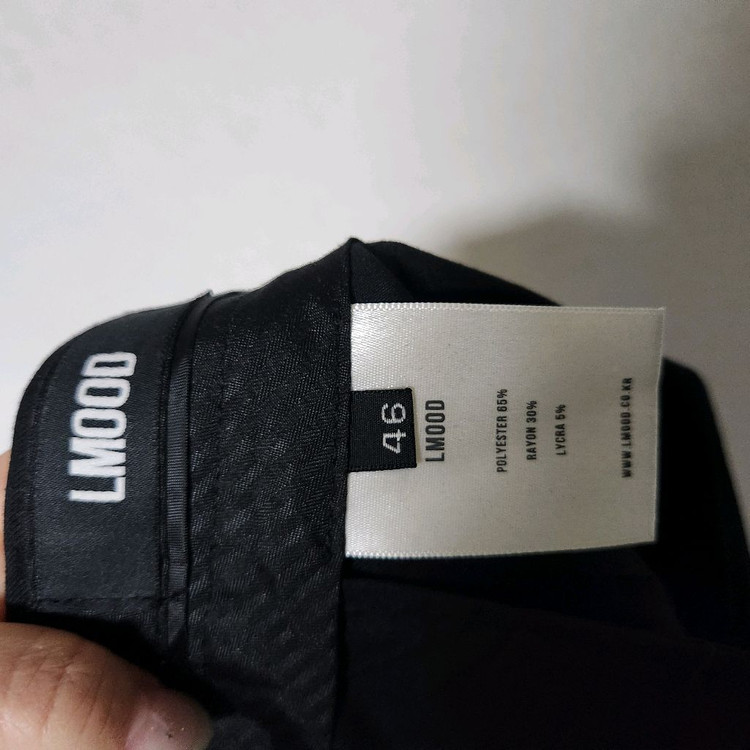 LMOOD
46
LMOOD
POLYESTER 65%
RAYON 30%
LYCRA 5%
WWW.LMOOD.CO.KR